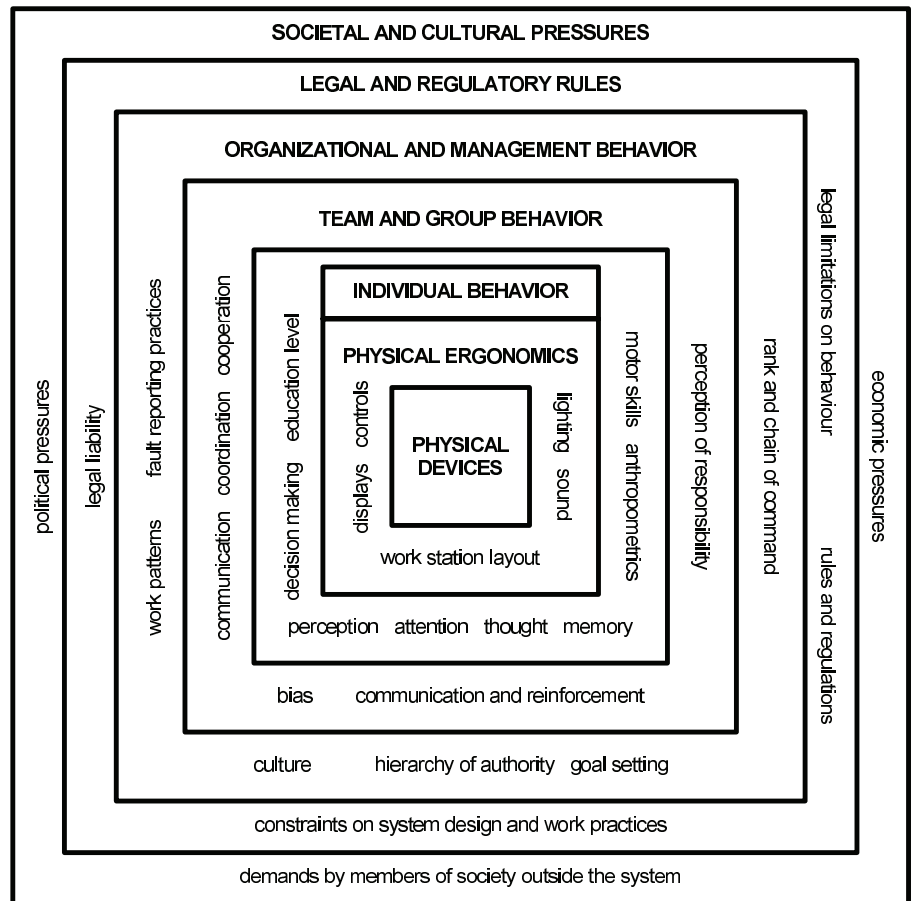 SOCIETAL AND CULTURAL PRESSURES
LEGAL AND REGULATORY RULES
ORGANIZATIONAL AND MANAGEMENT BEHAVIOR
TEAM AND GROUP BEHAVIOR
INDIVIDUAL BEHAVIOR
PHYSICAL ERGONOMICS
PHYSICAL
DEVICES
political pressures
legal liability
work patterns fault reporting practices
communication coordination cooperation
decision making education level
displays controls
lighting sound
motor skills anthropometrics
perception of responsibility
rank and chain of command
legal limitations on behaviour rules and regulations
economic pressures
work station layout
perception attention thought memory
bias communication and reinforcement
culture hierarchy of authority goal setting
constraints on system design and work practices
demands by members of society outside the system